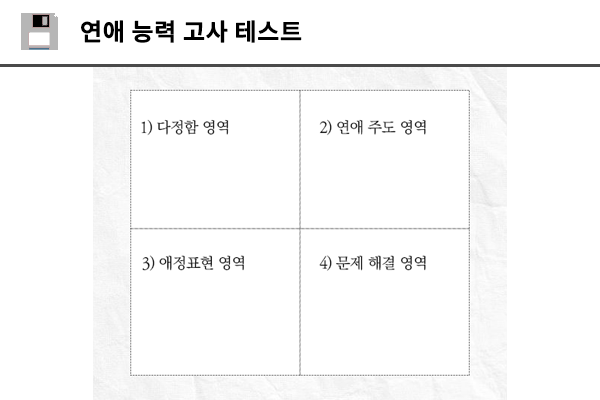 연애 능력 고사 테스트
1) 다정함 영역
2) 연애 주도 영역
3) 애정표현 영역
4) 문제 해결 영역